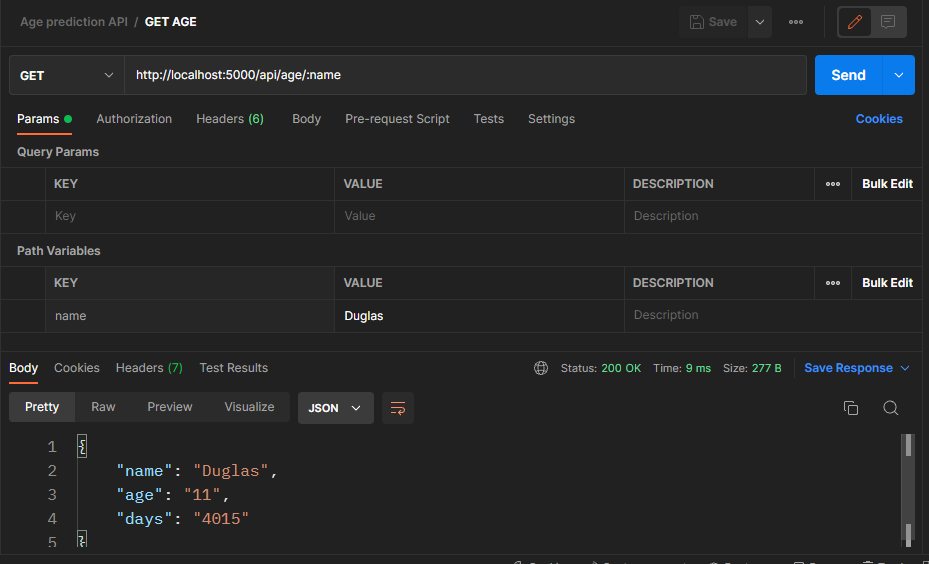 Age prediction API / GET AGE Save ooo
GET http://localhost:5000/api/age/:name Send
Params Authorization Headers (6) Body Pre-request Script Tests Settings Cookies
Query Params
KEY VALUE DESCRIPTION ooo Bulk Edit
Key Value Description
Path Variables
KEY VALUE DESCRIPTION ooo Bulk Edit
name Duglas Description
Body Cookies Headers (7) Test Results Status: 200 OK Time: 9 ms Size: 277 B Save Response
Pretty Raw Preview Visualize JSON
1 {
2 "name": "Duglas",
3 "age": "11",
4 "days": "4015"
5 }